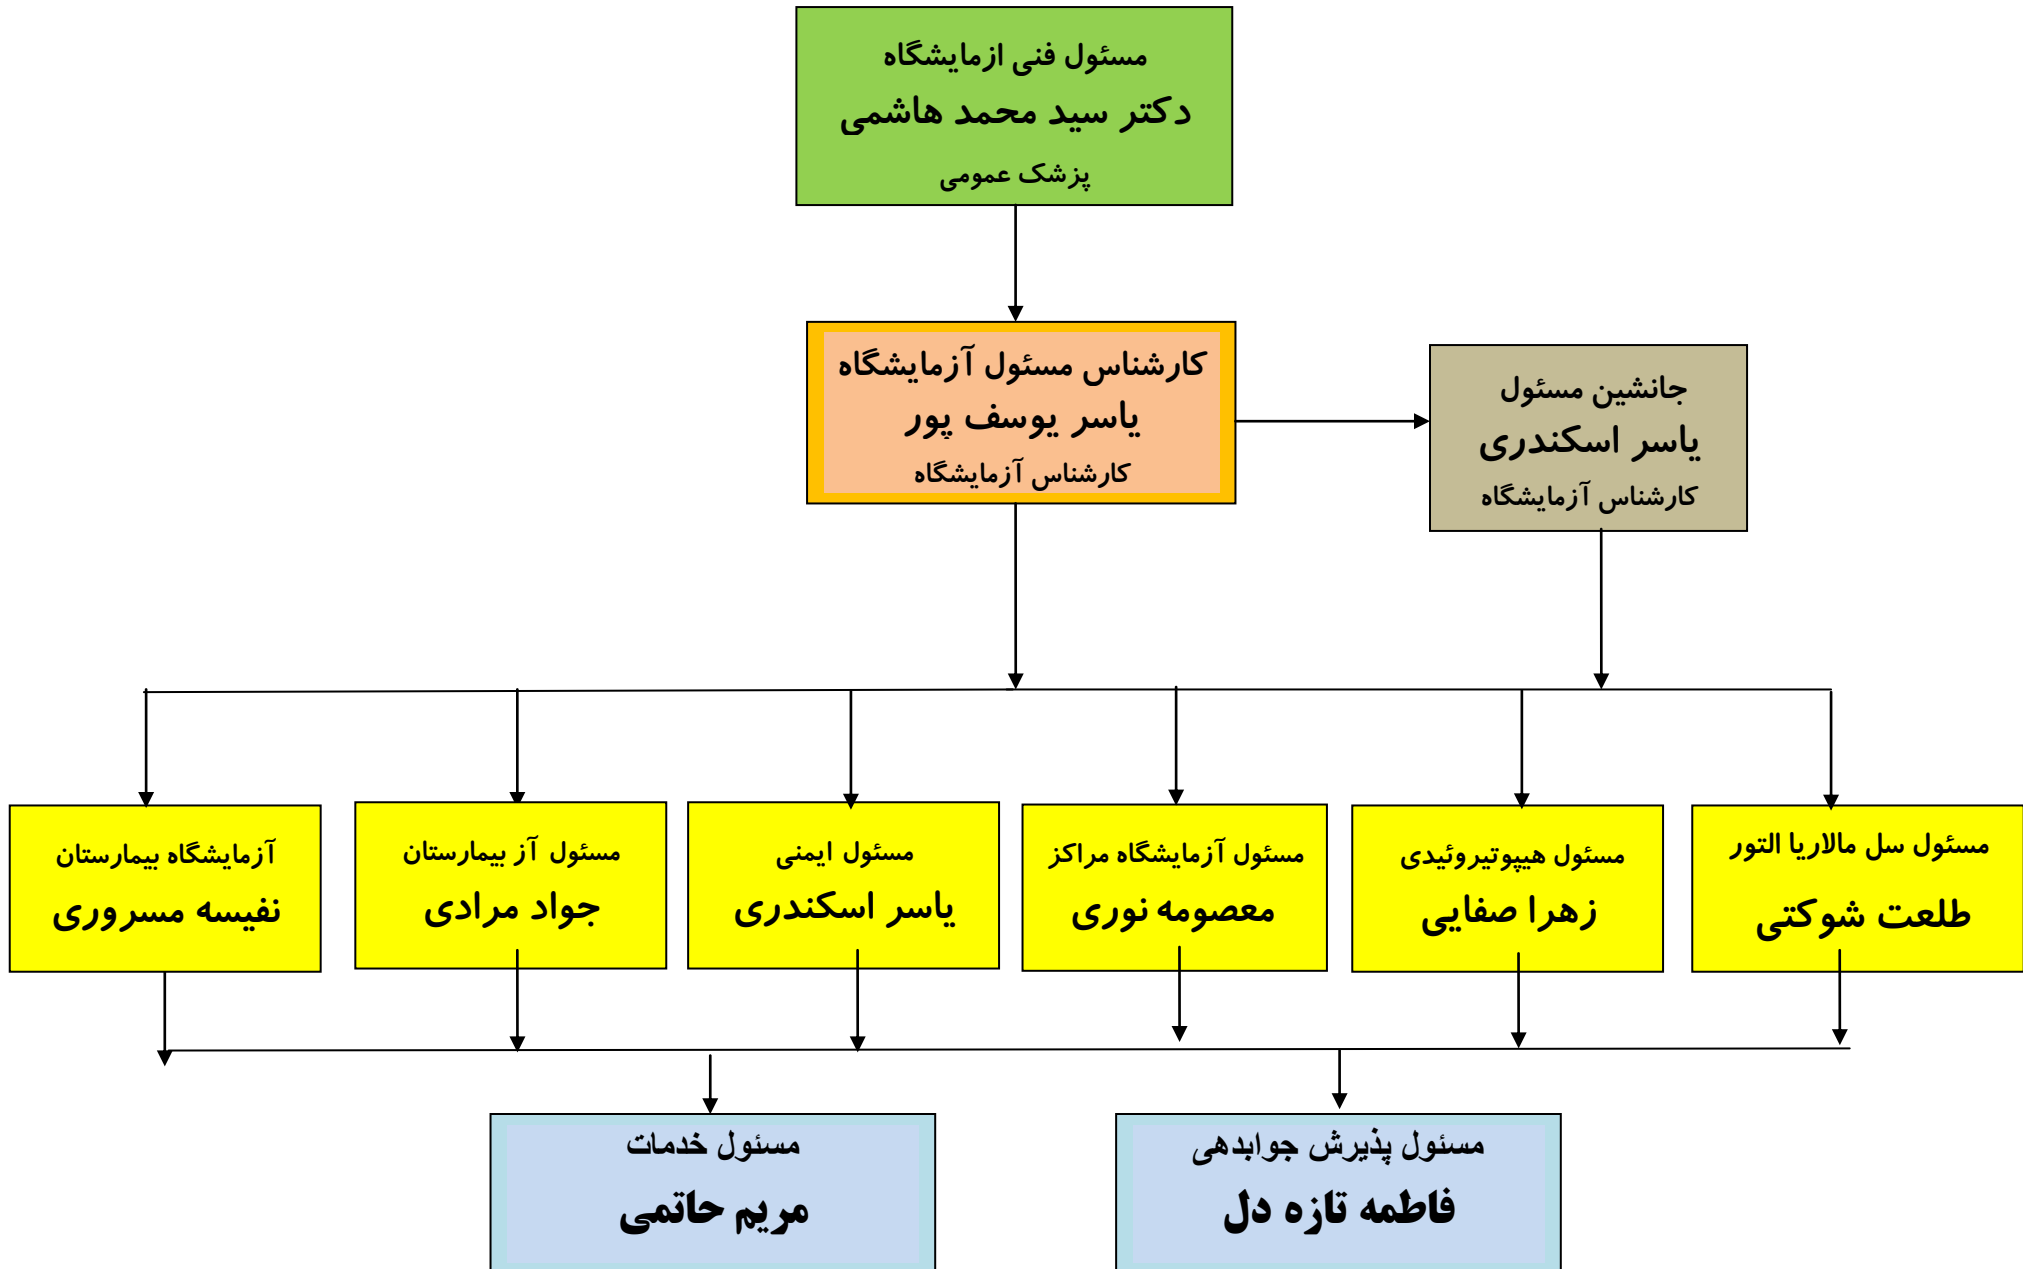 مسئول فنی ازمایشگاه
دکتر سید محمد هاشمی
پزشک عمومی
کارشناس مسئول آزمایشگاه
یاسر یوسف پور
کارشناس آزمایشگاه
جانشین مسئول
یاسر اسکندری
کارشناس آزمایشگاه
مسئول سل مالاریا التور
طلعت شوکتی
مسئول هیپوتیروئیدی
زهرا صفایی
مسئول آزمایشگاه مراکز
معصومه نوری
مسئول ایمنی
یاسر اسکندری
مسئول آز بیمارستان
جواد مرادی
آزمایشگاه بیمارستان
نفیسه مسروری
مسئول پذیرش جوابدهی
فاطمه تازه دل
مسئول خدمات
مریم حاتمی